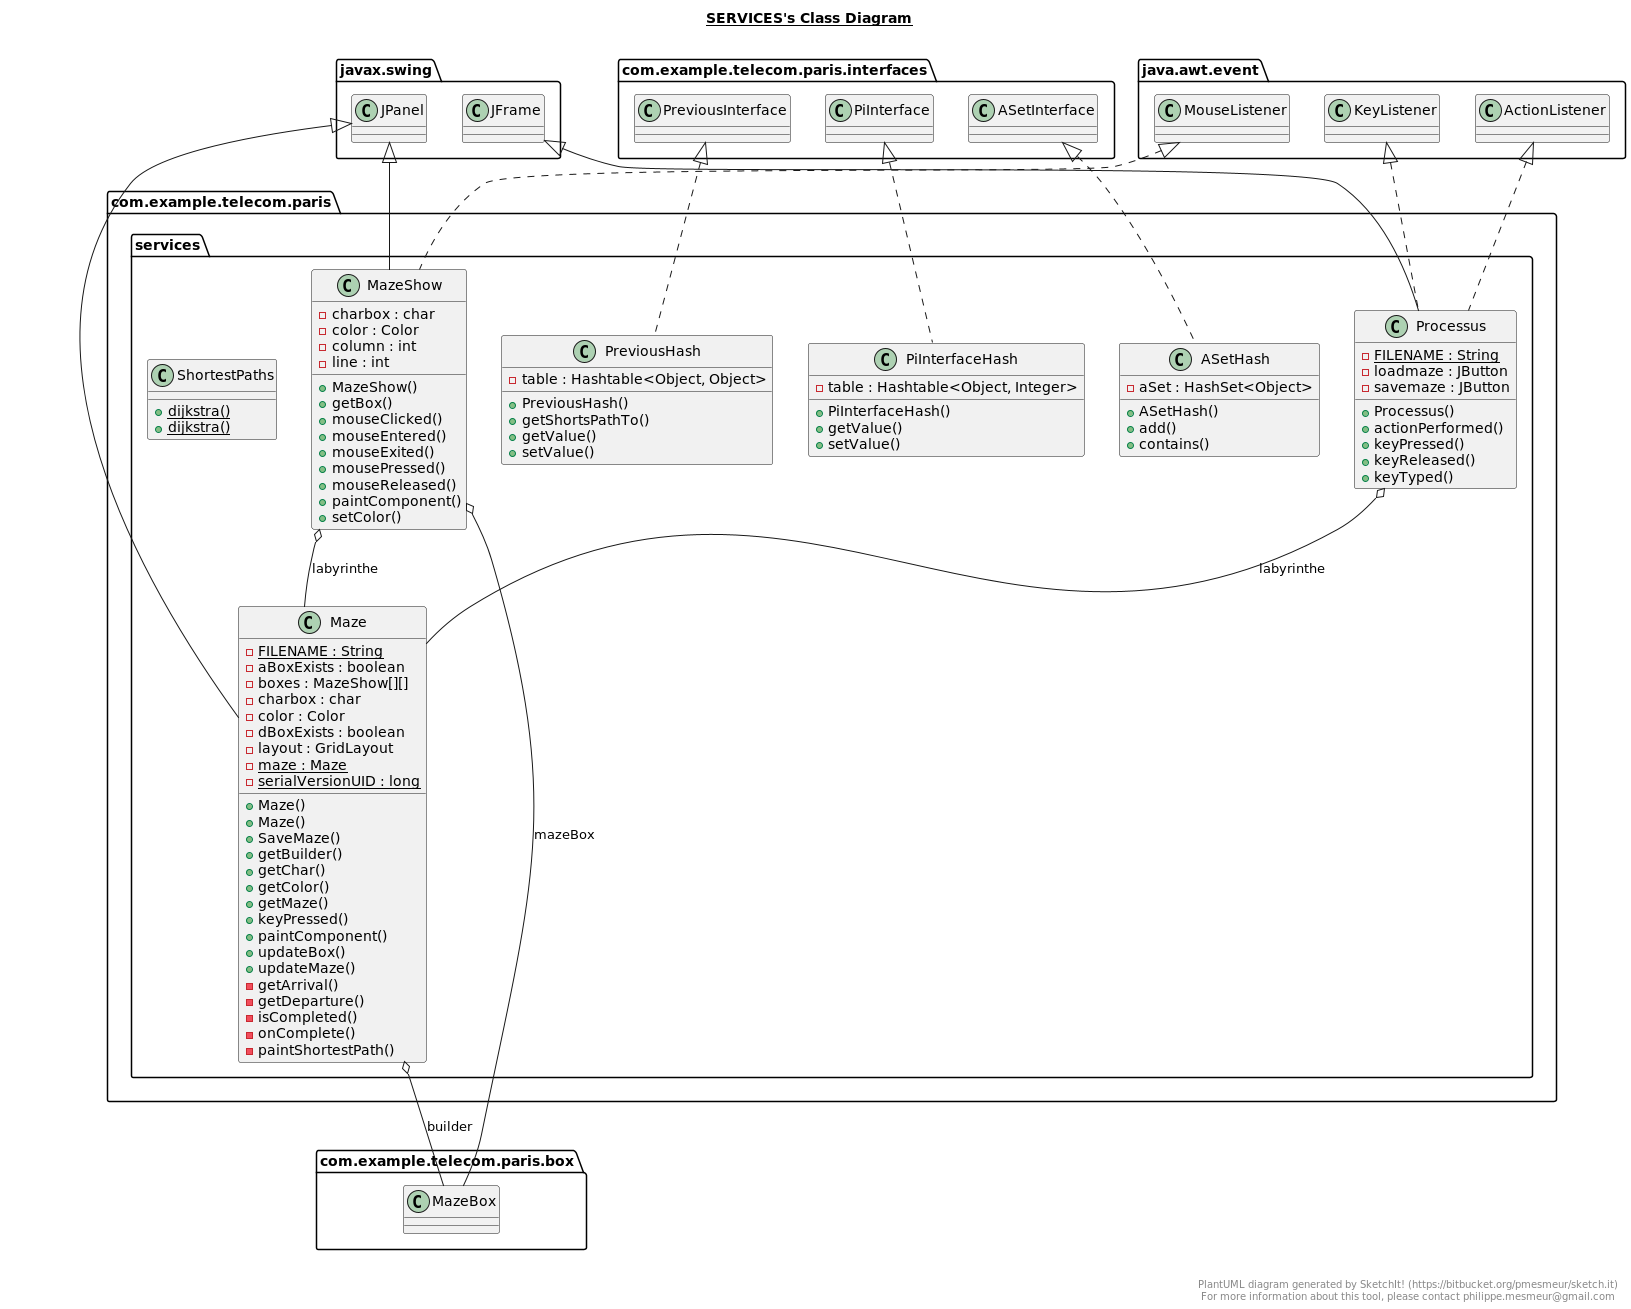 SERVICES's Class Diagram
javax.swing
com.example.telecom.paris.interfaces
java.awt.event
C JPanel
C JFrame
C PreviousInterface
C PiInterface
C ASetInterface
C MouseListener
C KeyListener
C ActionListener
com.example.telecom.paris
services
C ShortestPaths
dijkstra()
dijkstra()
C MazeShow
charbox : char
color : Color
column : int
line : int
MazeShow()
getBox()
mouseClicked()
mouseEntered()
mouseExited()
mousePressed()
mouseReleased()
paintComponent()
setColor()
C PreviousHash
table : Hashtable<Object, Object>
PreviousHash()
getShortsPathTo()
getValue()
setValue()
C PiInterfaceHash
table : Hashtable<Object, Integer>
PiInterfaceHash()
getValue()
setValue()
C ASetHash
aSet : HashSet<Object>
ASetHash()
add()
contains()
C Processus
FILENAME : String
loadmaze : JButton
savemaze : JButton
Processus()
actionPerformed()
keyPressed()
keyReleased()
keyTyped()
labyrinthe
labyrinthe
C Maze
FILENAME : String
aBoxExists : boolean
boxes : MazeShow[][]
charbox : char
color : Color
dBoxExists : boolean
layout : GridLayout
maze : Maze
serialVersionUID : long
Maze()
Maze()
SaveMaze()
getBuilder()
getChar()
getColor()
getMaze()
keyPressed()
paintComponent()
updateBox()
updateMaze()
getArrival()
getDeparture()
isCompleted()
onComplete()
paintShortestPath()
mazeBox
builder
com.example.telecom.paris.box
C MazeBox
PlantUML diagram generated by SketchIt! (https://bitbucket.org/pmesmeur/sketch.it)
For more information about this tool, please contact philippe.mesmeur@gmail.com